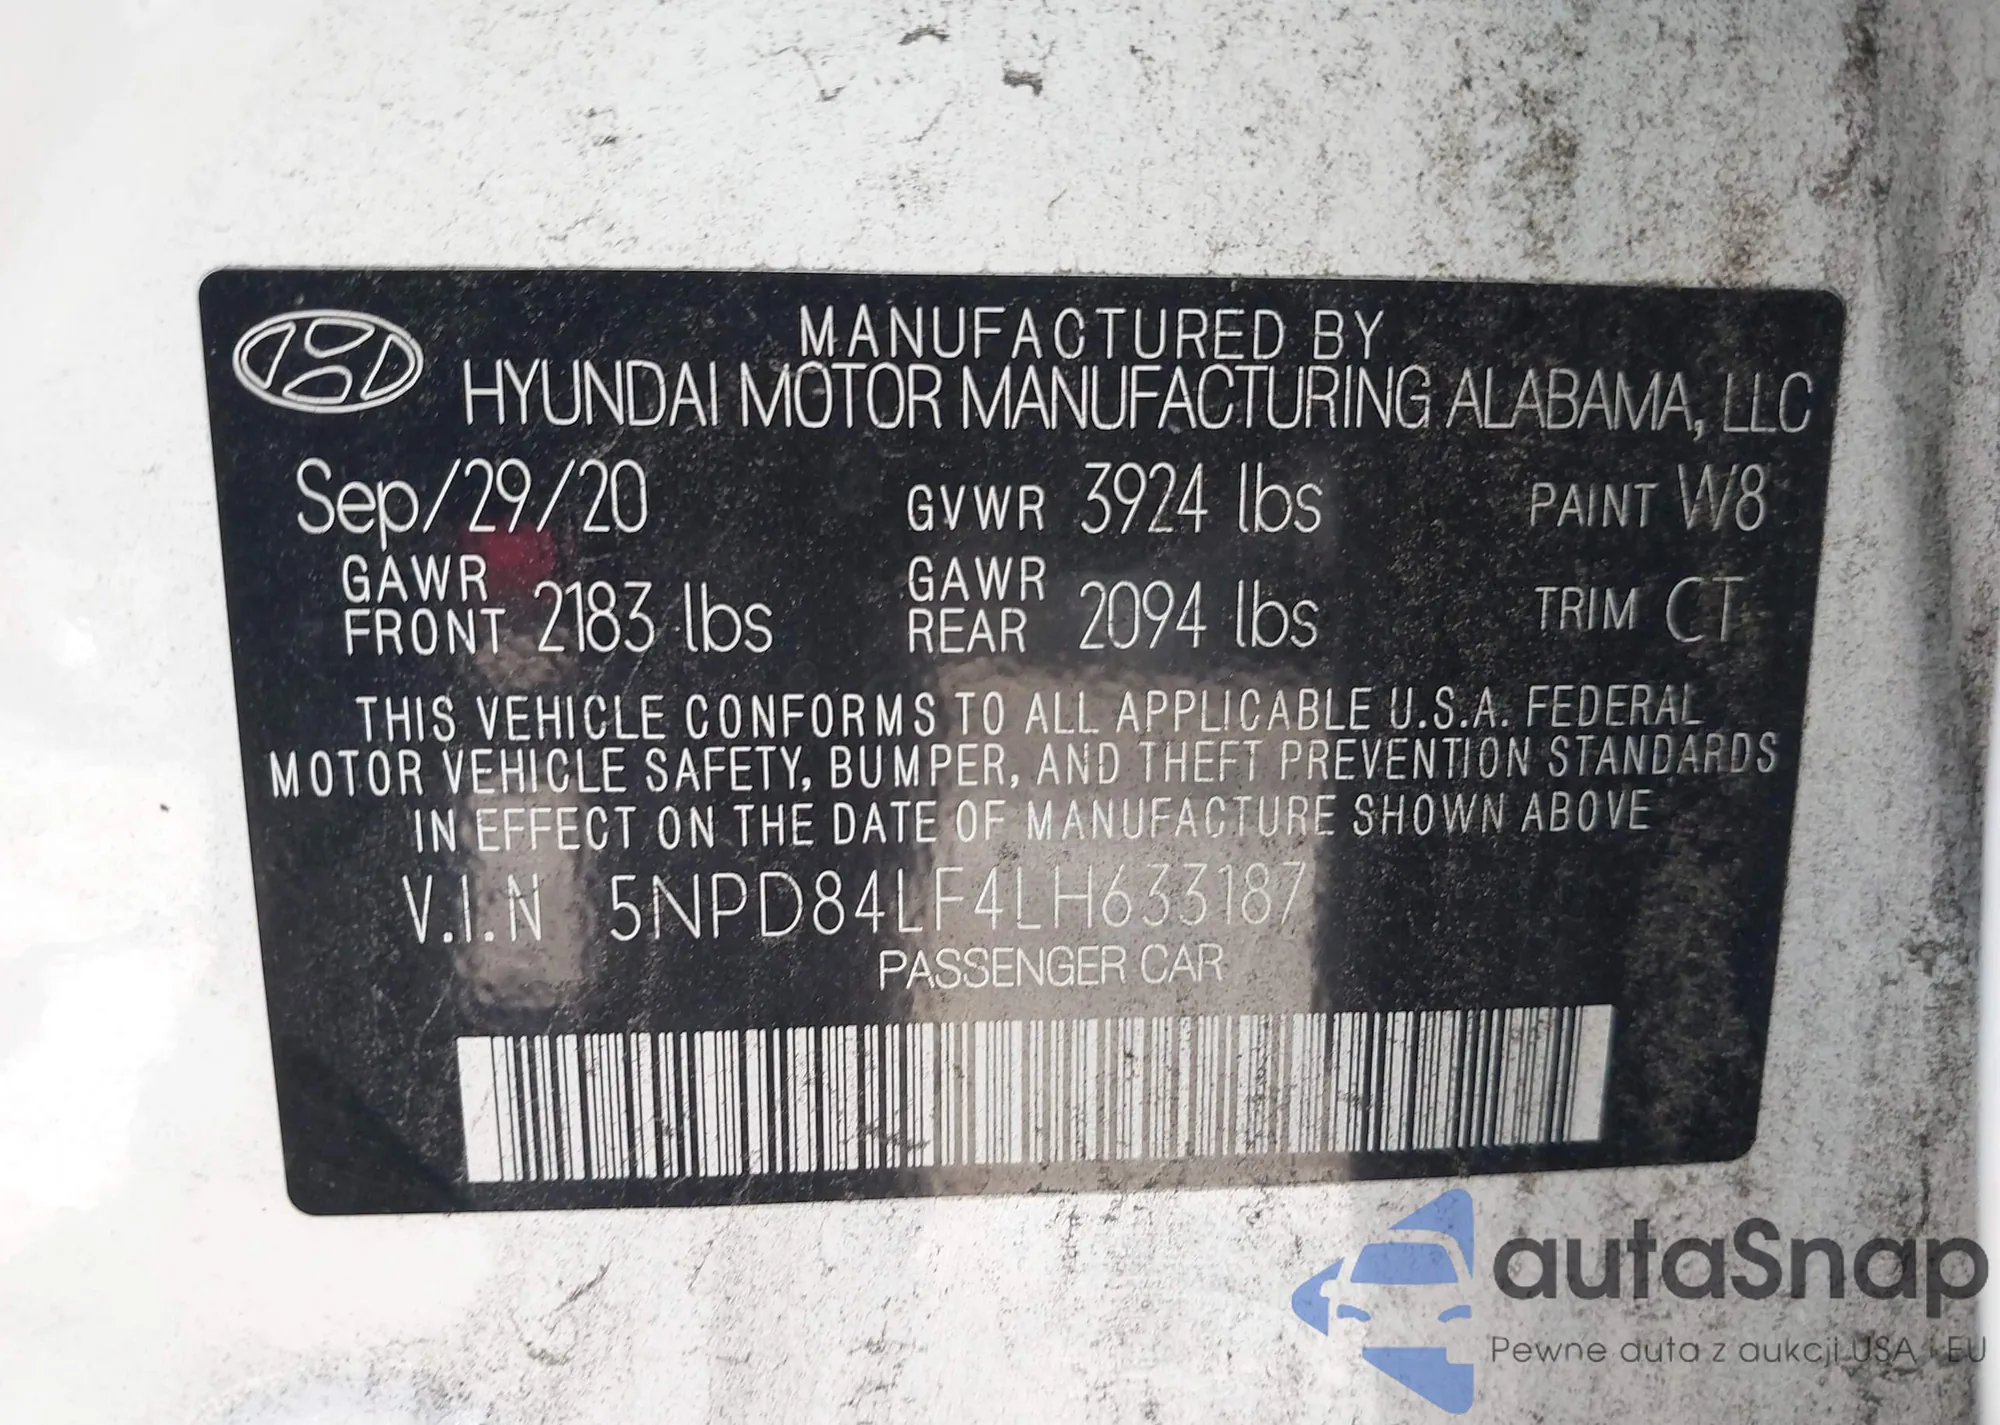 MANUFACTURED BY
HYUNDAI MOTOR MANUFACTURING ALABAMA, LLC
Sep/29/20 GVWR 3924 lbs PAINT W8
GAWR FRONT 2183 lbs GAWR REAR 2094 lbs TRIM CT
THIS VEHICLE CONFORMS TO ALL APPLICABLE U.S.A. FEDERAL
MOTOR VEHICLE SAFETY, BUMPER, AND THEFT PREVENTION STANDARDS
IN EFFECT ON THE DATE OF MANUFACTURE SHOWN ABOVE
V.I.N 5NPD84LF4LH633187
PASSENGER CAR
autaSnap
Pewne auta z aukcji USA i EU